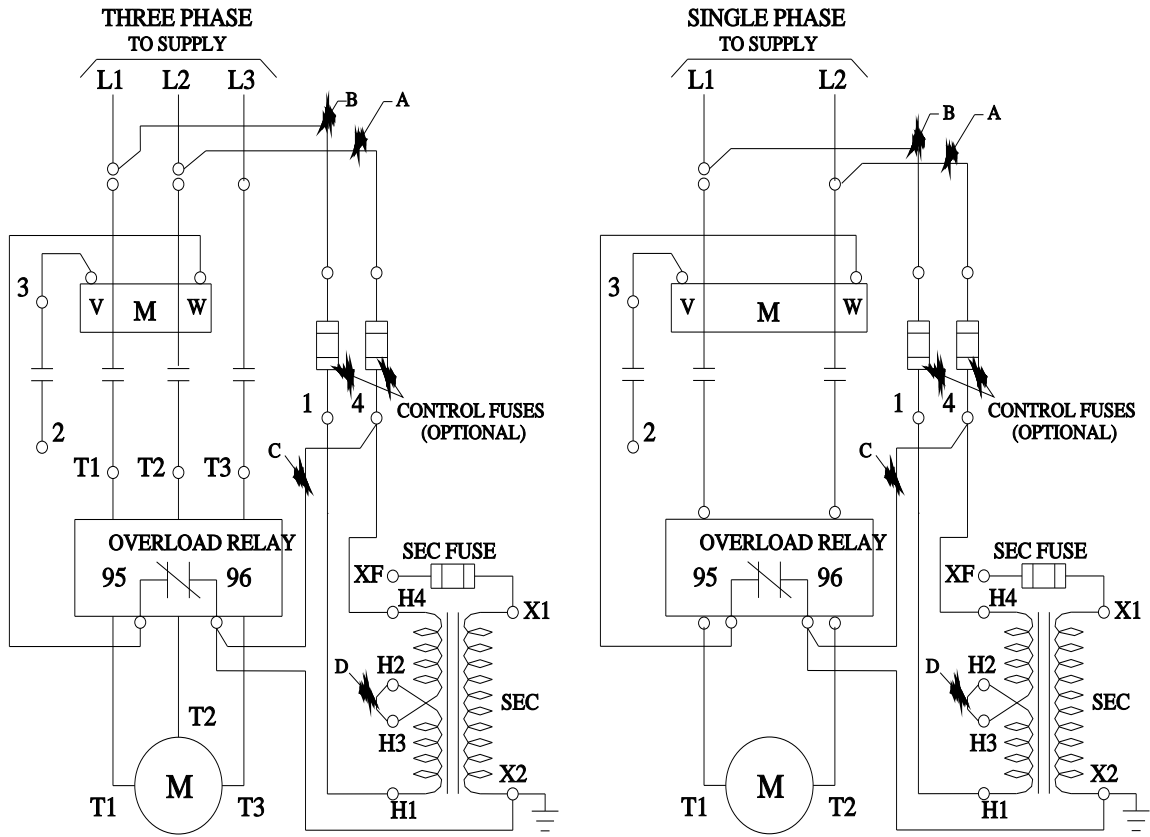 THREE PHASE
TO SUPPLY
L1 L2 L3
B A
3
V M W
1 4
CONTROL FUSES
(OPTIONAL)
2
C
T1 T2 T3
OVERLOAD RELAY
95 96
SEC FUSE
XF
H4 X1
D H2
SEC
T2
H3
M
X2
T1 T3
H1
SINGLE PHASE
TO SUPPLY
L1 L2
B A
3
V M W
1 4
CONTROL FUSES
(OPTIONAL)
2
C
OVERLOAD RELAY
95 96
SEC FUSE
XF
H4 X1
D H2
SEC
H3
M
X2
T1 T2
H1